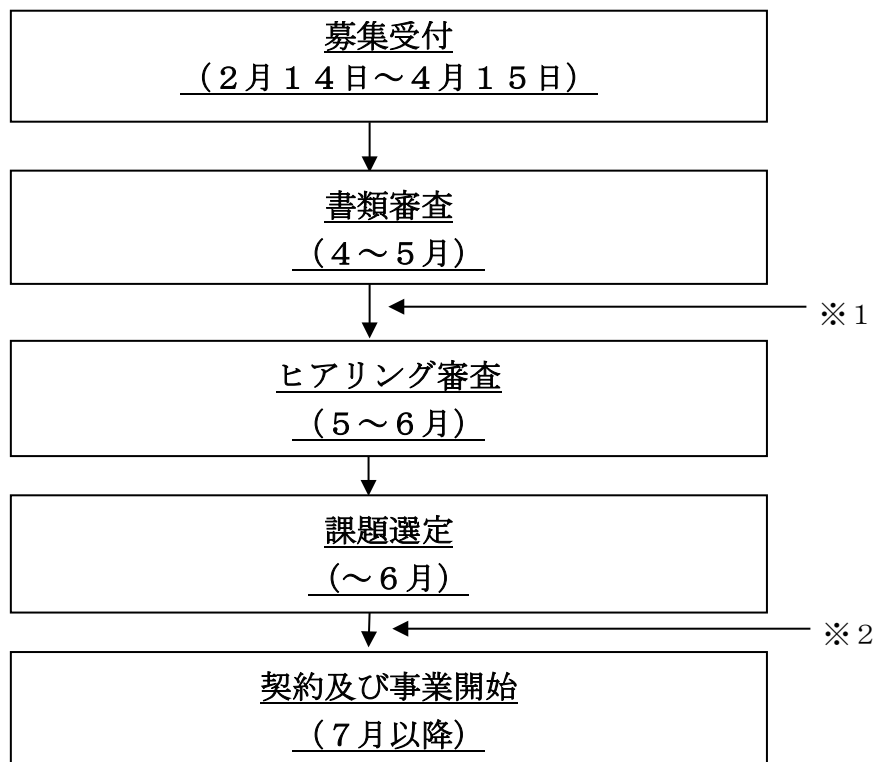 募集受付
（２月１４日～４月１５日）
書類審査
（４～５月）
※１
ヒアリング審査
（５～６月）
課題選定
（～６月）
※２
契約及び事業開始
（７月以降）